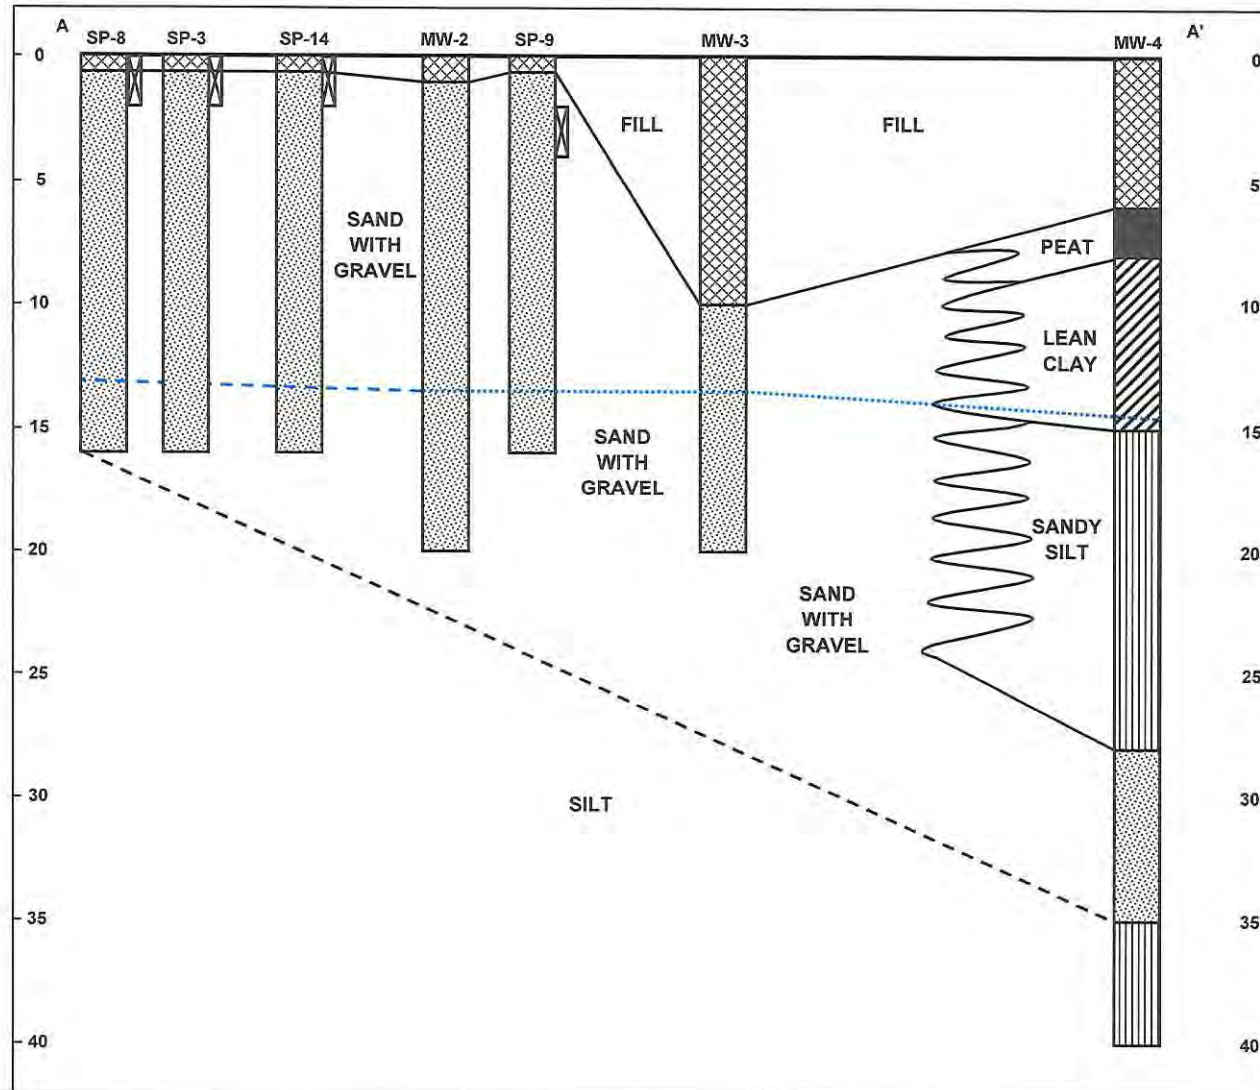 A
A'
SP-8
SP-3
SP-14
MW-2
SP-9
MW-3
MW-4
0
0
FILL
FILL
5
5
SAND
WITH
GRAVEL
PEAT
10
10
LEAN
CLAY
15
15
SAND
WITH
GRAVEL
SANDY
SILT
20
20
SAND
WITH
GRAVEL
25
25
30
30
SILT
35
35
40
40